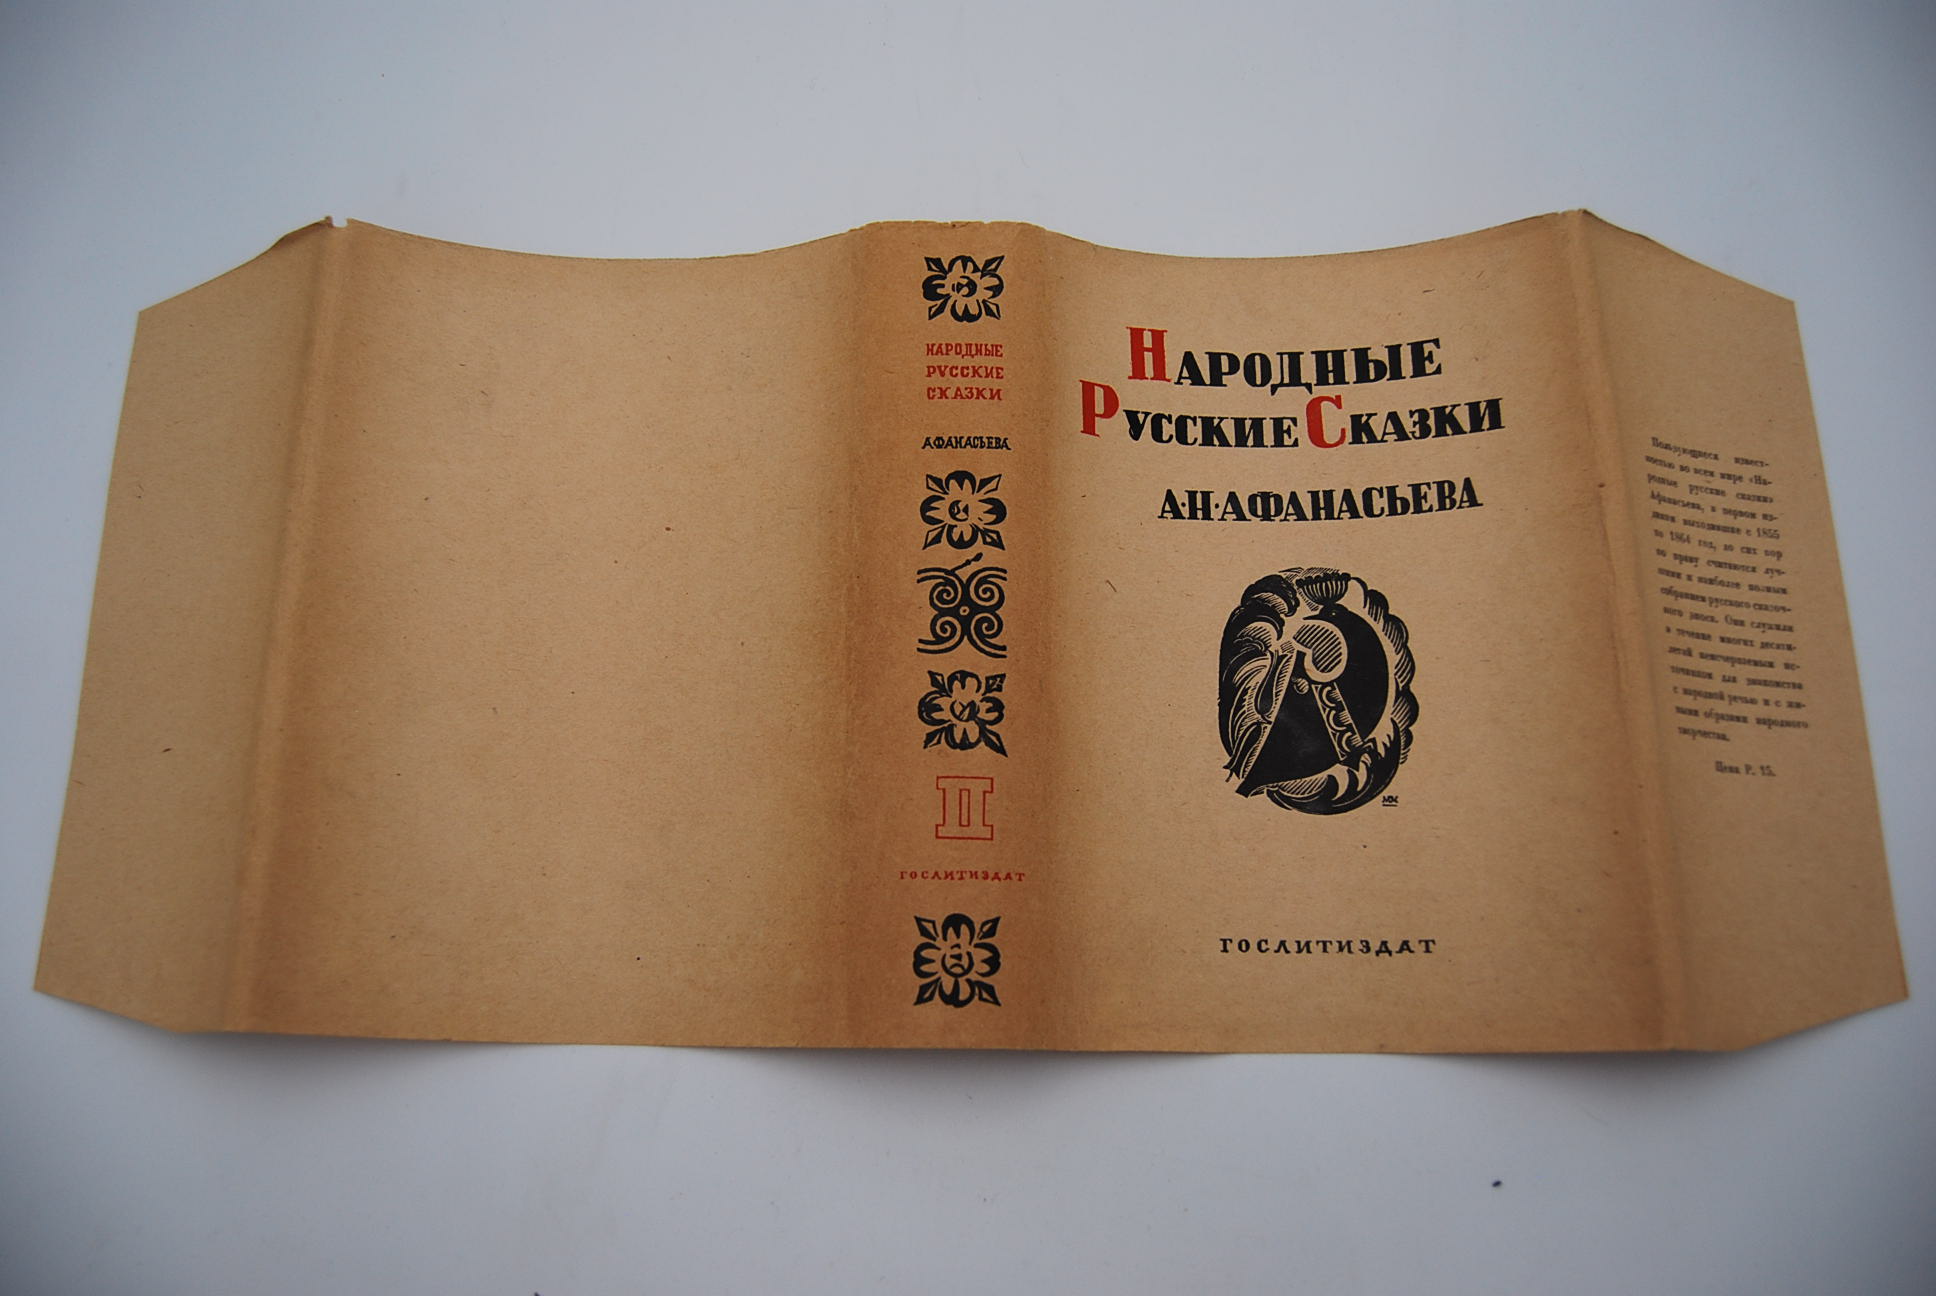 НАРОДНЫЕ
РУССКИЕ
СКАЗКИ
АФАНАСЬЕВА
II
ГОСЛИТИЗДАТ
НАРОДНЫЕ
РУССКИЕ СКАЗКИ
А·Н·АФАНАСЬЕВА
МК
ГОСЛИТИЗДАТ
Пользующиеся извест-
ностью во всем мире «На-
родные русские сказки»
Афанасьева, в первом из-
дании выходившие с 1855
по 1864 год, до сих пор
по праву считаются луч-
шим и наиболее полным
собранием русского сказоч-
ного эпоса. Они служили
в течение многих десяти-
летий неисчерпаемым ис-
точником для знакомства
с народной речью и с жи-
выми образами народного
творчества.
Цена Р. 15.